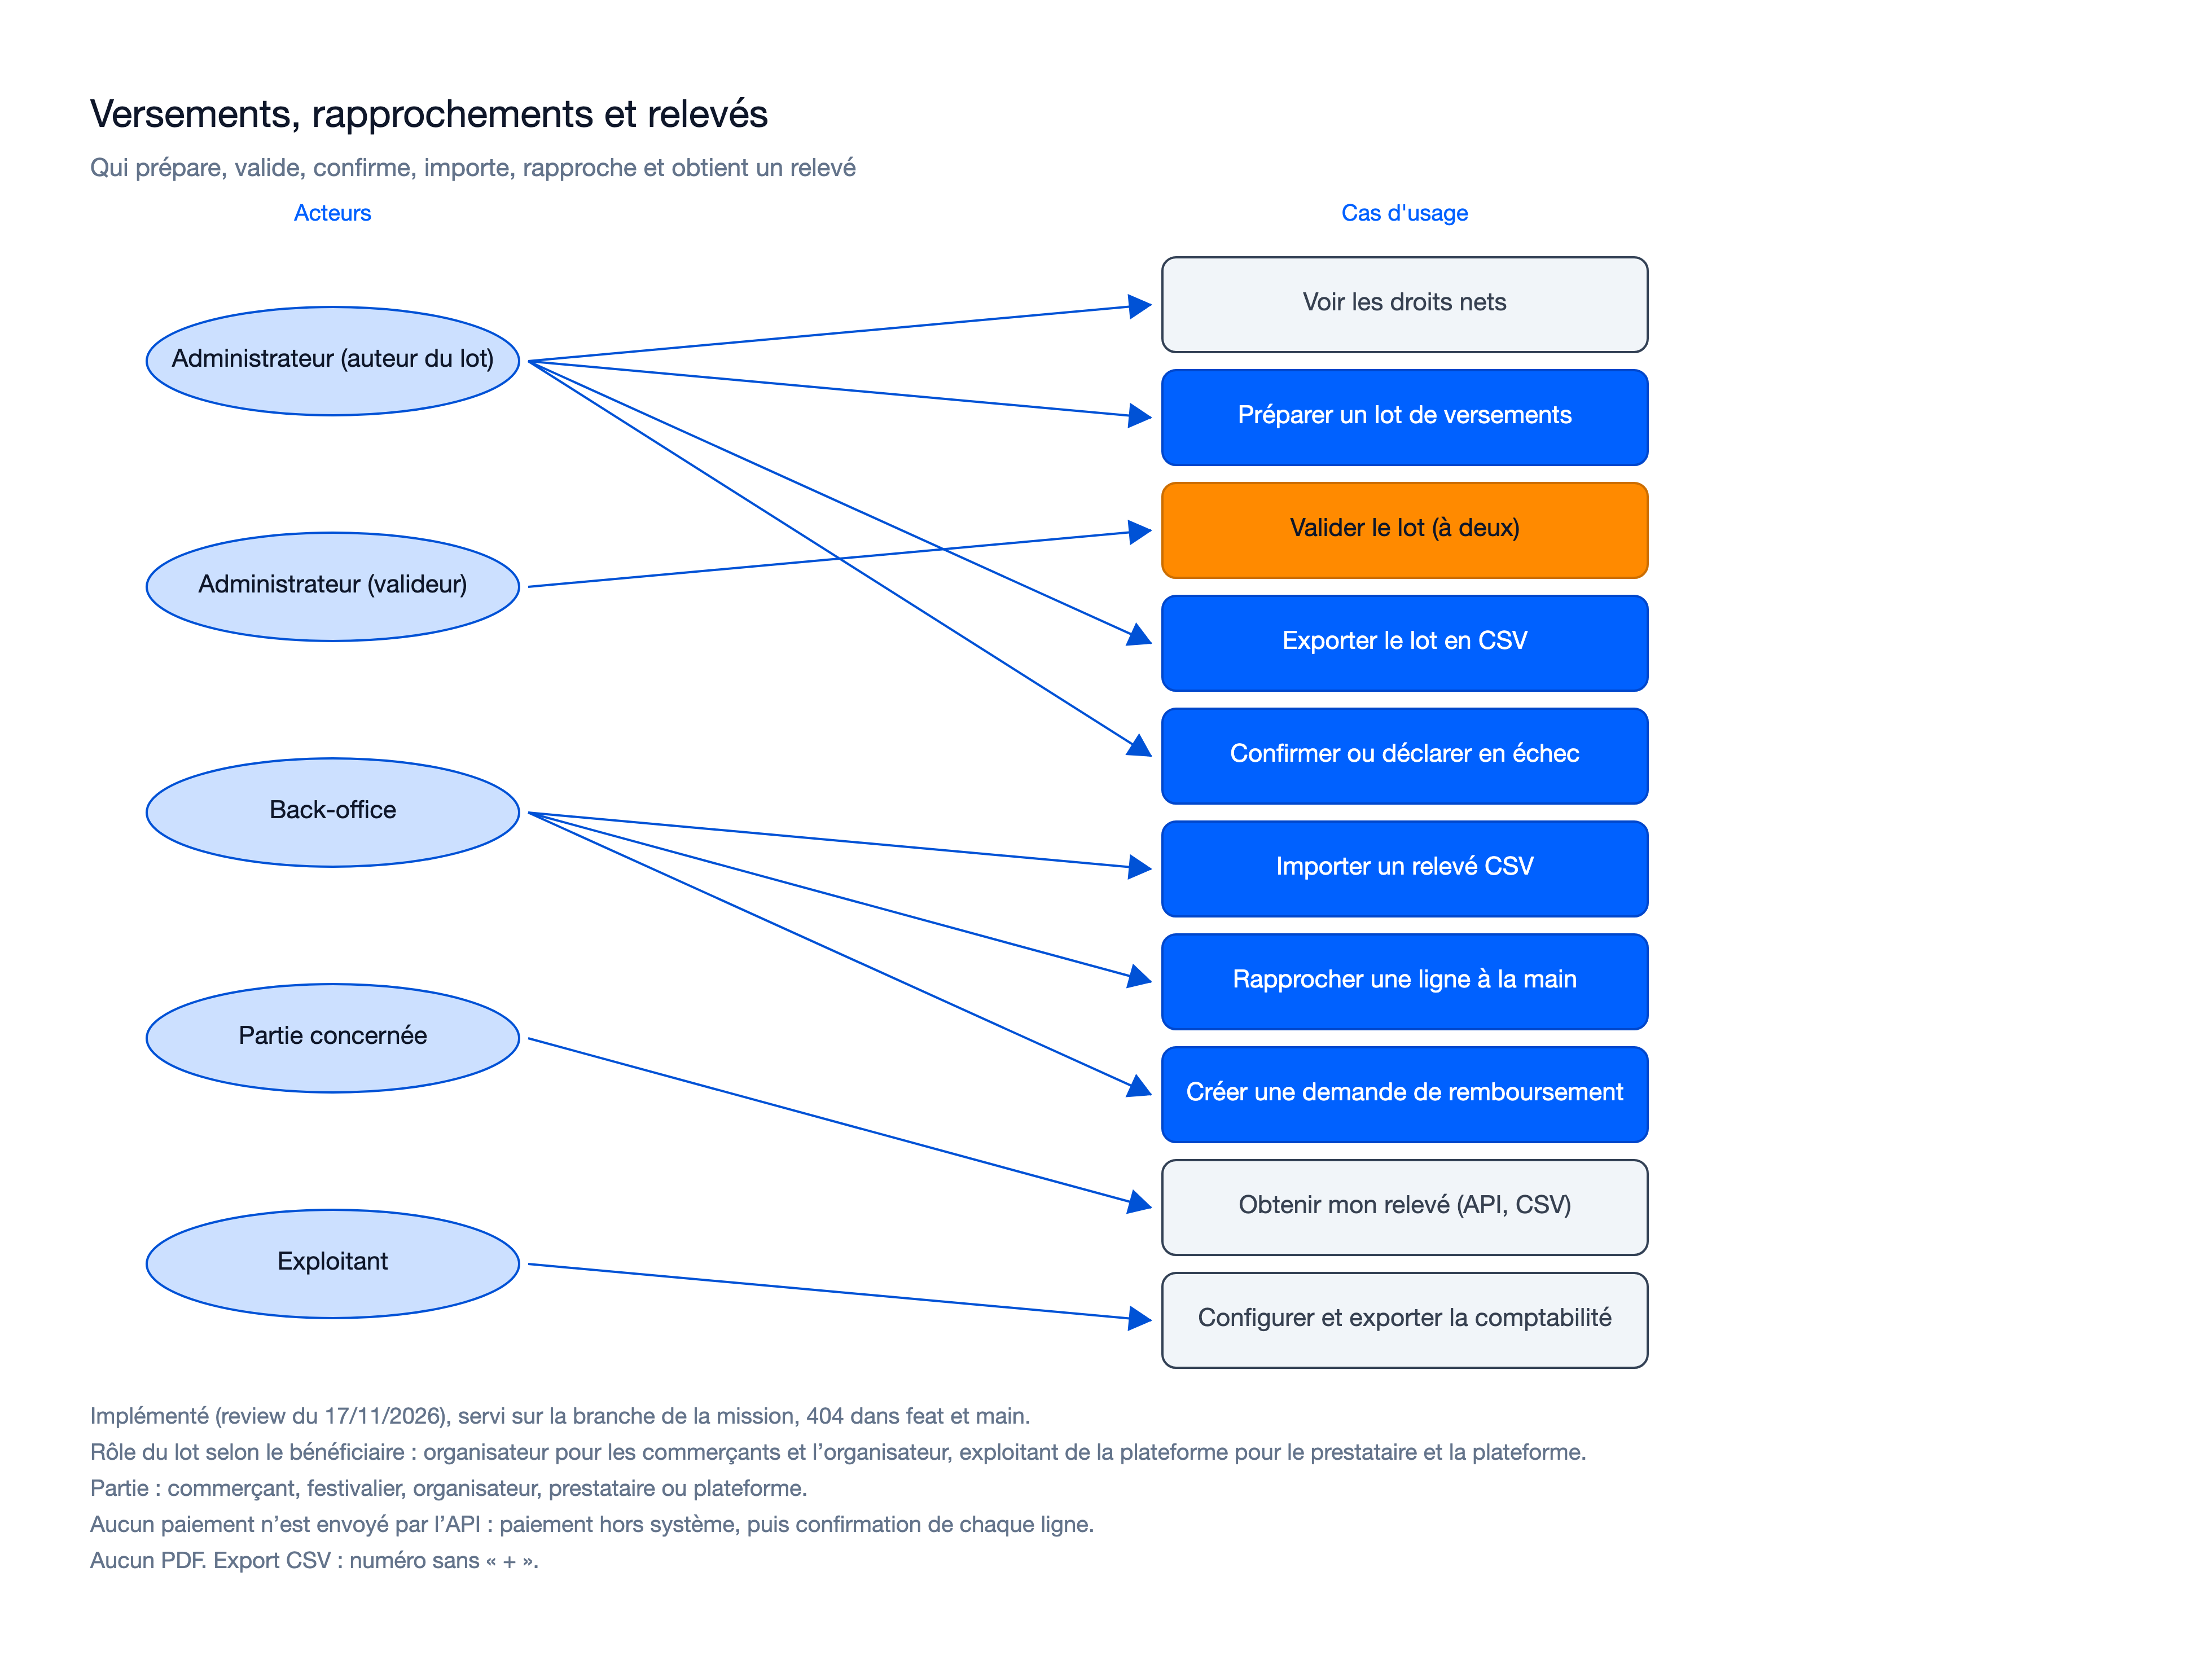 Versements, rapprochements et relevés
Qui prépare, valide, confirme, importe, rapproche et obtient un relevé
Acteurs
Cas d'usage
Administrateur (auteur du lot)
Administrateur (valideur)
Back-office
Partie concernée
Exploitant
Voir les droits nets
Préparer un lot de versements
Valider le lot (à deux)
Exporter le lot en CSV
Confirmer ou déclarer en échec
Importer un relevé CSV
Rapprocher une ligne à la main
Créer une demande de remboursement
Obtenir mon relevé (API, CSV)
Configurer et exporter la comptabilité
Implémenté (review du 17/11/2026), servi sur la branche de la mission, 404 dans feat et main.
Rôle du lot selon le bénéficiaire : organisateur pour les commerçants et l’organisateur, exploitant de la plateforme pour le prestataire et la plateforme.
Partie : commerçant, festivalier, organisateur, prestataire ou plateforme.
Aucun paiement n’est envoyé par l’API : paiement hors système, puis confirmation de chaque ligne.
Aucun PDF. Export CSV : numéro sans « + ».